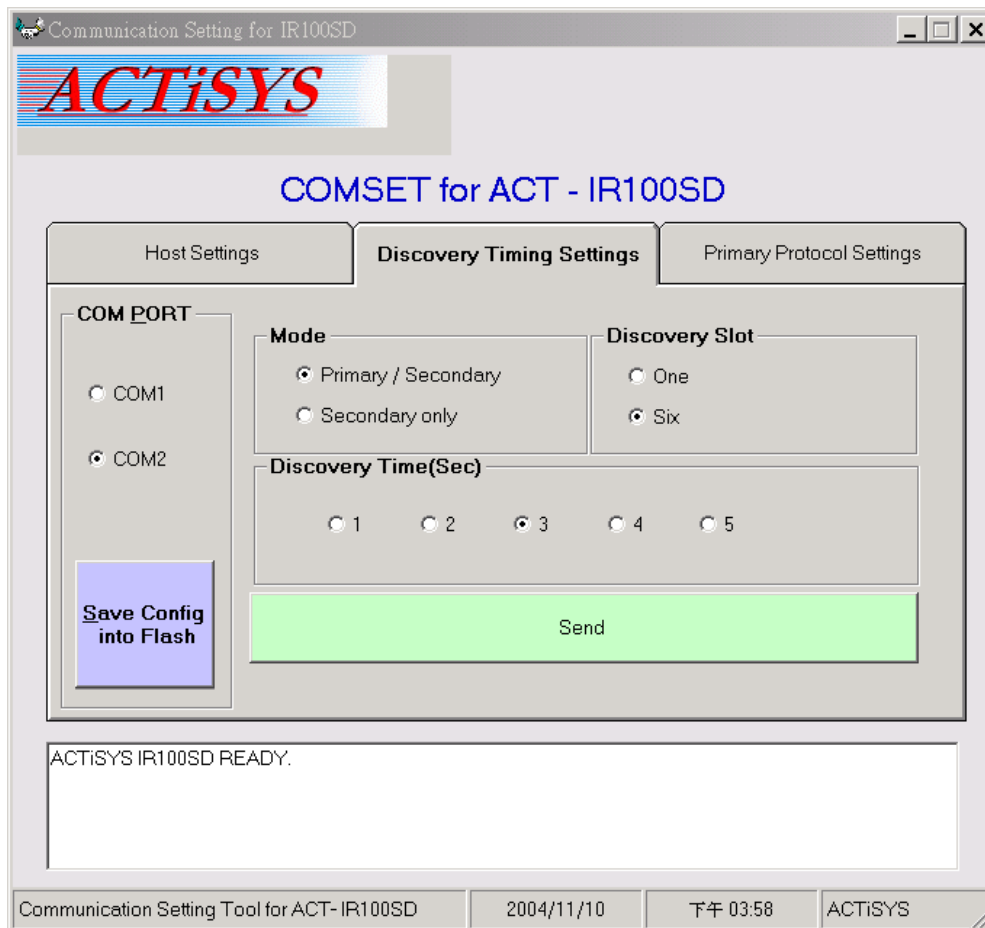 Communication Setting for IR100SD
ACTiSYS
COMSET for ACT - IR100SD
Host Settings
Discovery Timing Settings
Primary Protocol Settings
COM PORT
COM1
COM2
Save Config
into Flash
Mode
Primary / Secondary
Secondary only
Discovery Slot
One
Six
Discovery Time(Sec)
1 2 3 4 5
Send
ACTiSYS IR100SD READY.
Communication Setting Tool for ACT- IR100SD
2004/11/10
下午 03:58
ACTiSYS